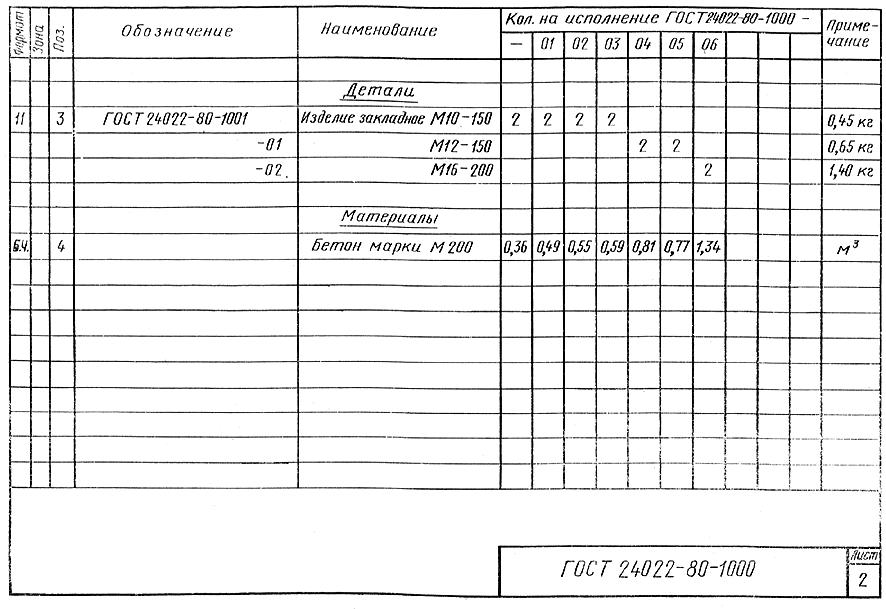 Формат Зона Поз. Обозначение Наименование Кол. на исполнение ГОСТ 24022-80-1000 - Приме-чание
— 01 02 03 04 05 06
Детали
11 3 ГОСТ 24022-80-1001 Изделие закладное М10-150 2 2 2 2 0,45 кг
-01 М12-150 2 2 0,65 кг
-02 М16-200 2 1,40 кг
Материалы
Б.Ч. 4 Бетон марки М 200 0,36 0,49 0,55 0,59 0,81 0,77 1,34 м³
ГОСТ 24022-80-1000 Лист
2